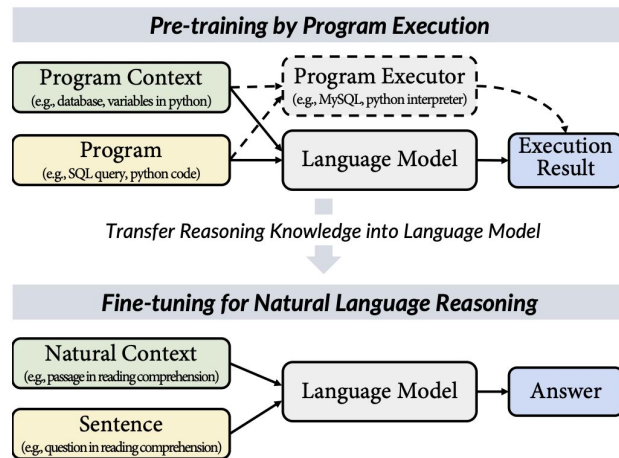 Pre-training by Program Execution
Program Context
(e.g., database, variables in python)
Program Executor
(e.g., MySQL, python interpreter)
Program
(e.g., SQL query, python code)
Language Model
Execution
Result
Transfer Reasoning Knowledge into Language Model
Fine-tuning for Natural Language Reasoning
Natural Context
(e.g., passage in reading comprehension)
Language Model
Answer
Sentence
(e.g., question in reading comprehension)